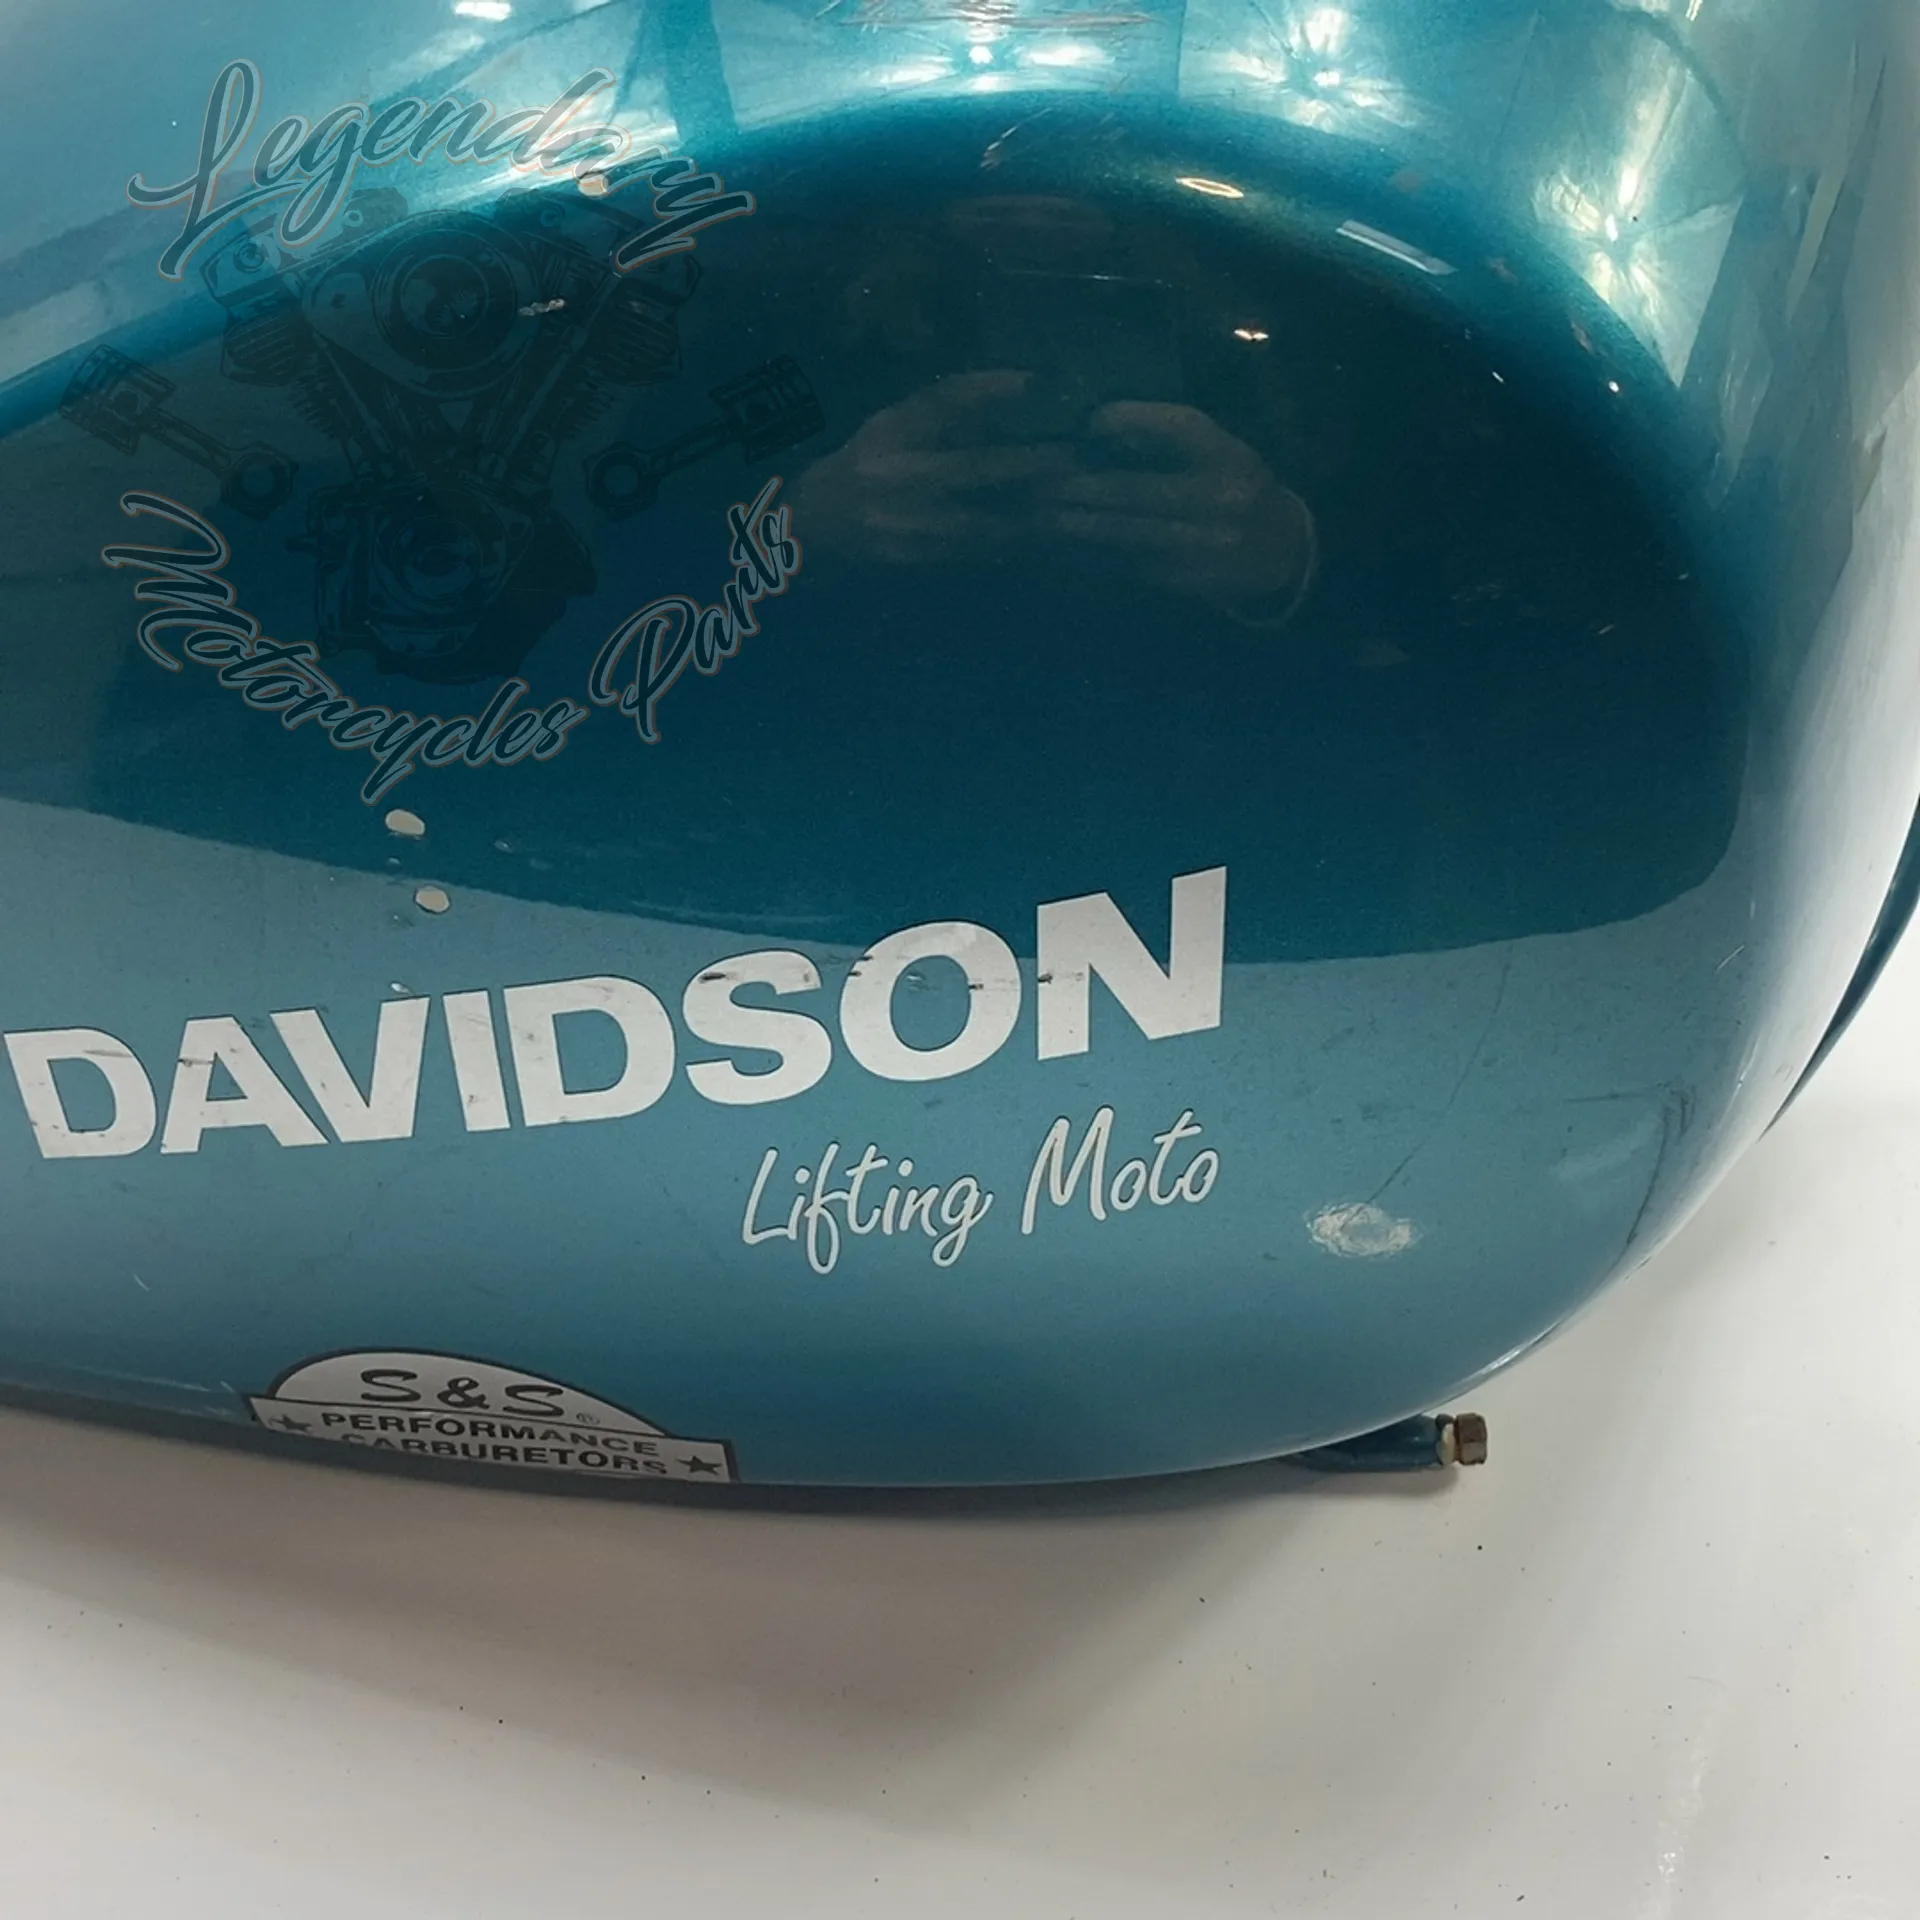 Legendary
Motorcycles Parts
DAVIDSON
Lifting Moto
S&S®
PERFORMANCE
CARBURETORS